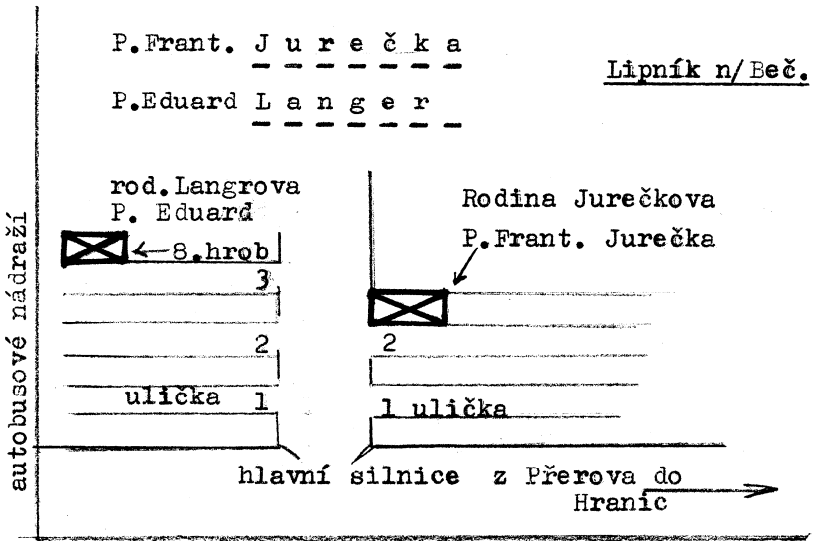 P.Frant. J u r e č k a
Lipník n/Beč.
P.Eduard L a n g e r
rod.Langrova
P. Eduard
8.hrob
Rodina Jurečkova
P.Frant. Jurečka
3
2
2
ulička 1
1 ulička
hlavní silnice z Přerova do
Hranic
autobusové nádraží